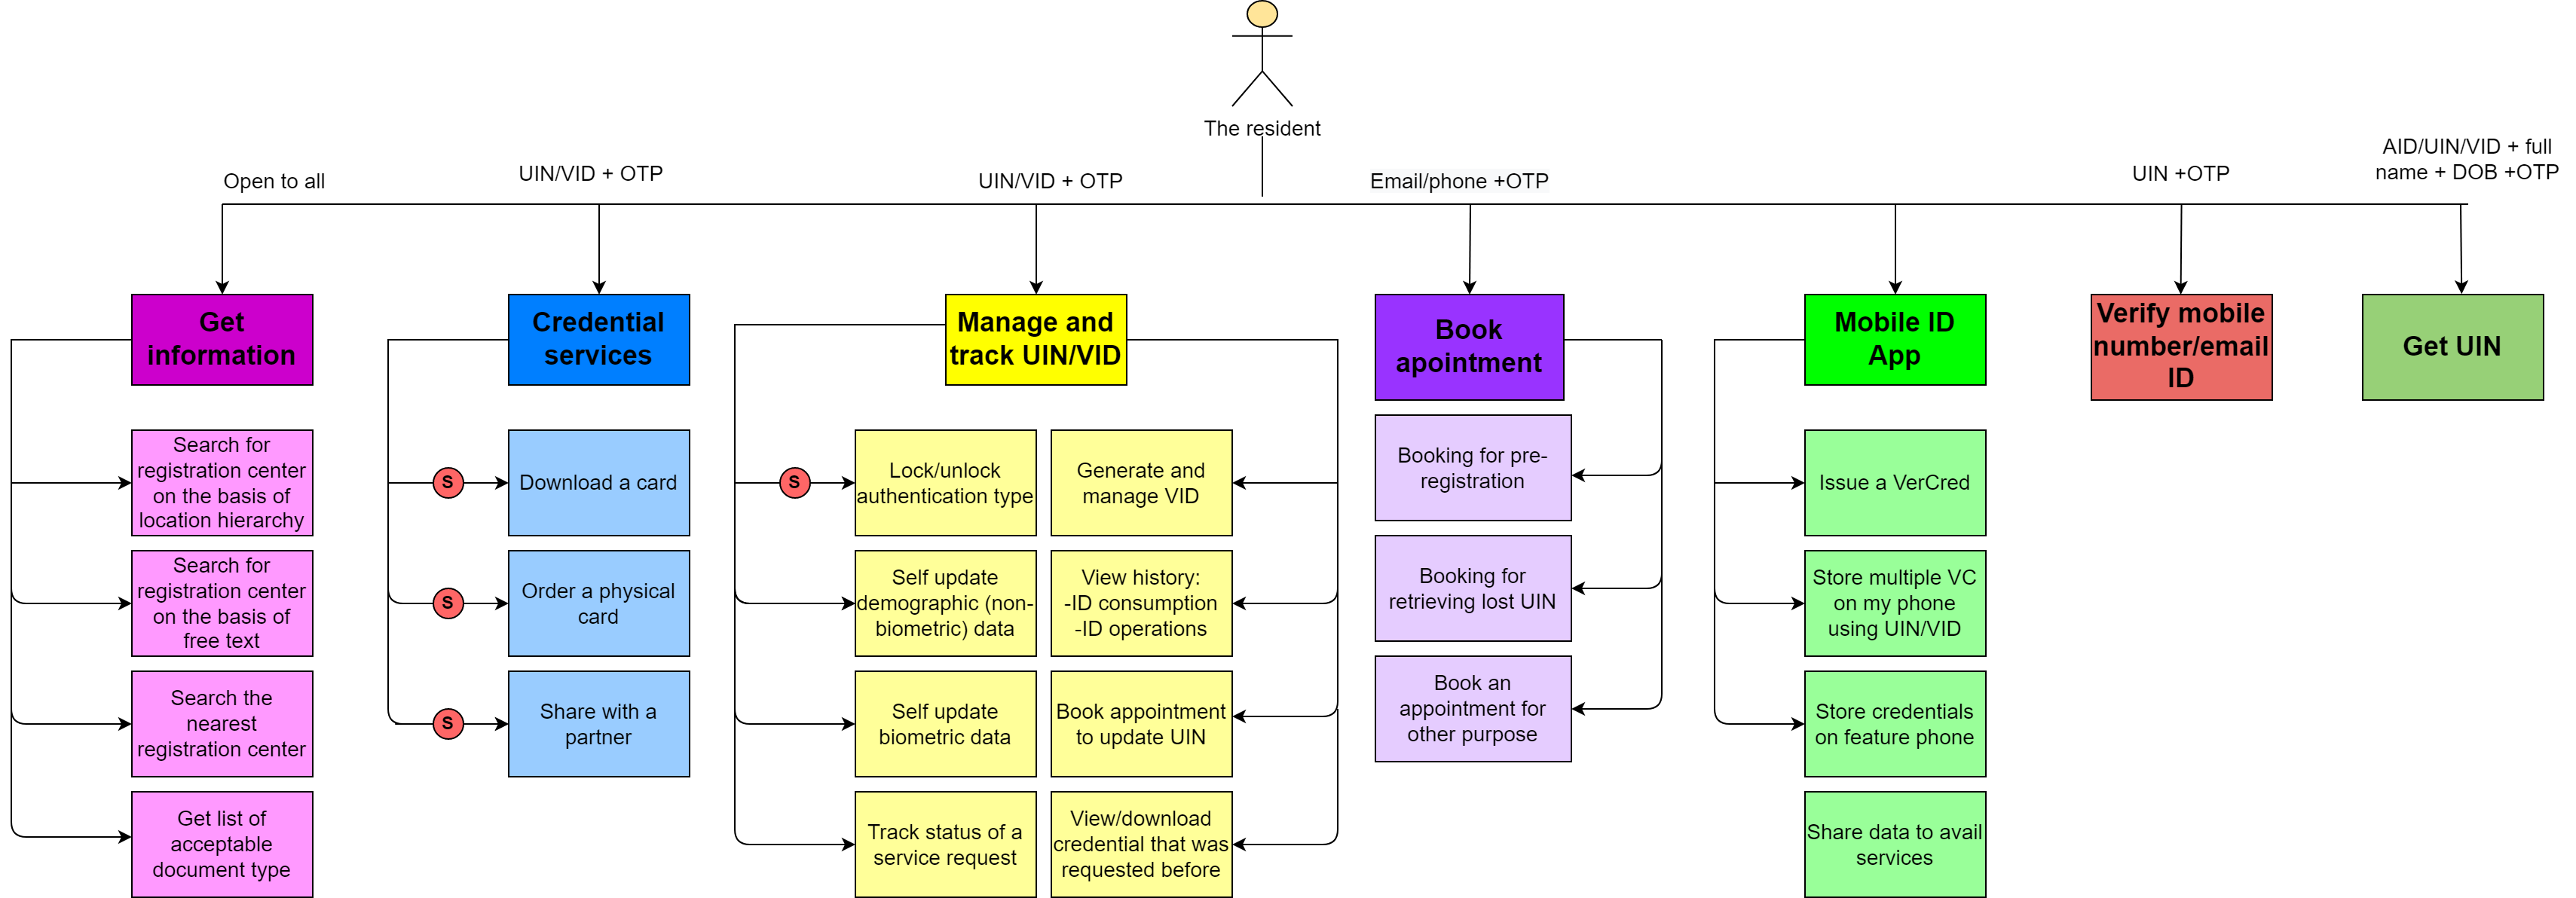 The resident
Open to all
UIN/VID + OTP
UIN/VID + OTP
Email/phone +OTP
UIN +OTP
AID/UIN/VID + full
name + DOB +OTP
Get
information
Credential
services
Manage and
track UIN/VID
Book
apointment
Mobile ID
App
Verify mobile
number/email
ID
Get UIN
Search for
registration center
on the basis of
location hierarchy
Search for
registration center
on the basis of
free text
Search the
nearest
registration center
Get list of
acceptable
document type
S
Download a card
S
Order a physical
card
S
Share with a
partner
S
Lock/unlock
authentication type
Self update
demographic (non-
biometric) data
Self update
biometric data
Track status of a
service request
Generate and
manage VID
View history:
-ID consumption
-ID operations
Book appointment
to update UIN
View/download
credential that was
requested before
Booking for pre-
registration
Booking for
retrieving lost UIN
Book an
appointment for
other purpose
Issue a VerCred
Store multiple VC
on my phone
using UIN/VID
Store credentials
on feature phone
Share data to avail
services